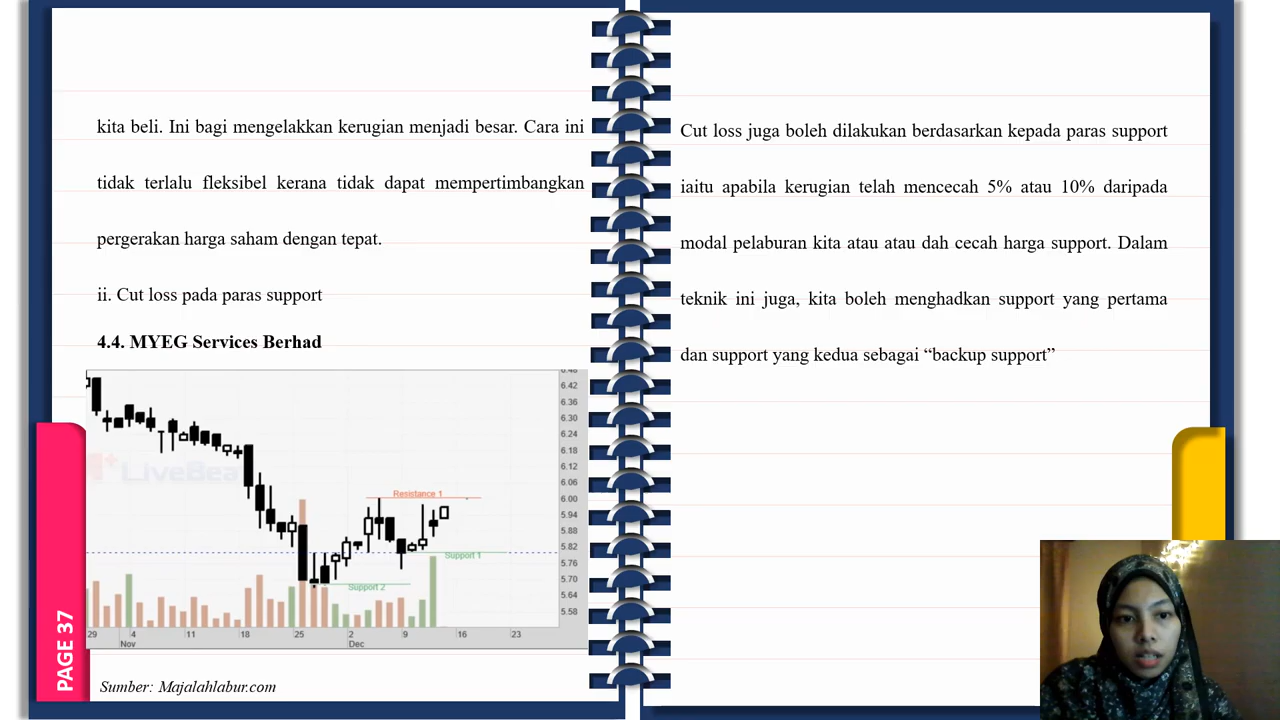 kita beli. Ini bagi mengelakkan kerugian menjadi besar. Cara ini
tidak terlalu fleksibel kerana tidak dapat mempertimbangkan
pergerakan harga saham dengan tepat.
ii. Cut loss pada paras support
4.4. MYEG Services Berhad
6.48
6.42
6.36
6.30
6.24
6.18
6.12
6.06
6.00
5.94
5.88
5.82
5.76
5.70
5.64
5.58
LiveBea
Resistance 1
Support 1
Support 2
29 4 11 18 25 2 9 16 23
Nov Dec
Sumber: Majalahlabur.com
PAGE 37
Cut loss juga boleh dilakukan berdasarkan kepada paras support
iaitu apabila kerugian telah mencecah 5% atau 10% daripada
modal pelaburan kita atau atau dah cecah harga support. Dalam
teknik ini juga, kita boleh menghadkan support yang pertama
dan support yang kedua sebagai “backup support”